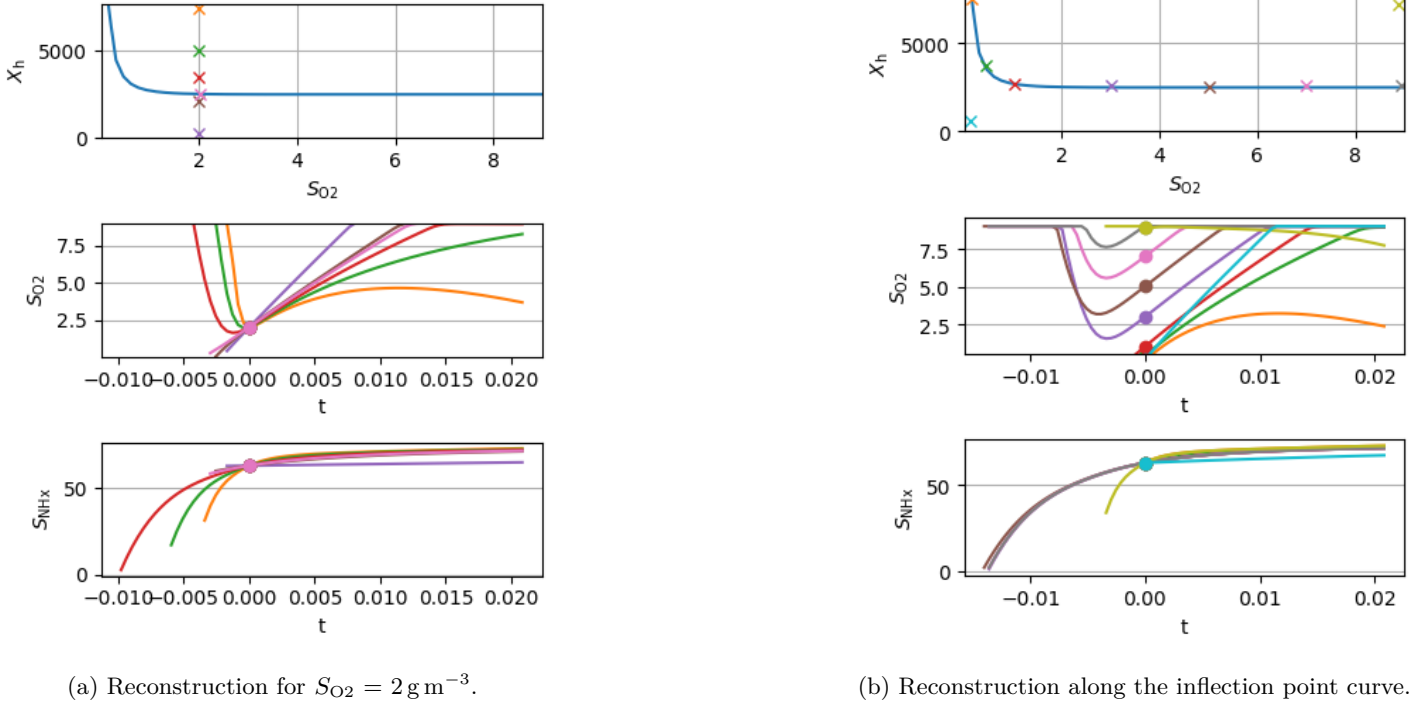 5000
0
X_h
2 4 6 8
S_O2
7.5
5.0
2.5
S_O2
−0.010 −0.005 0.000 0.005 0.010 0.015 0.020
t
50
0
S_NHx
−0.010 −0.005 0.000 0.005 0.010 0.015 0.020
t
(a) Reconstruction for S_O2 = 2 g m^−3.
5000
0
X_h
2 4 6 8
S_O2
7.5
5.0
2.5
S_O2
−0.01 0.00 0.01 0.02
t
50
0
S_NHx
−0.01 0.00 0.01 0.02
t
(b) Reconstruction along the inflection point curve.